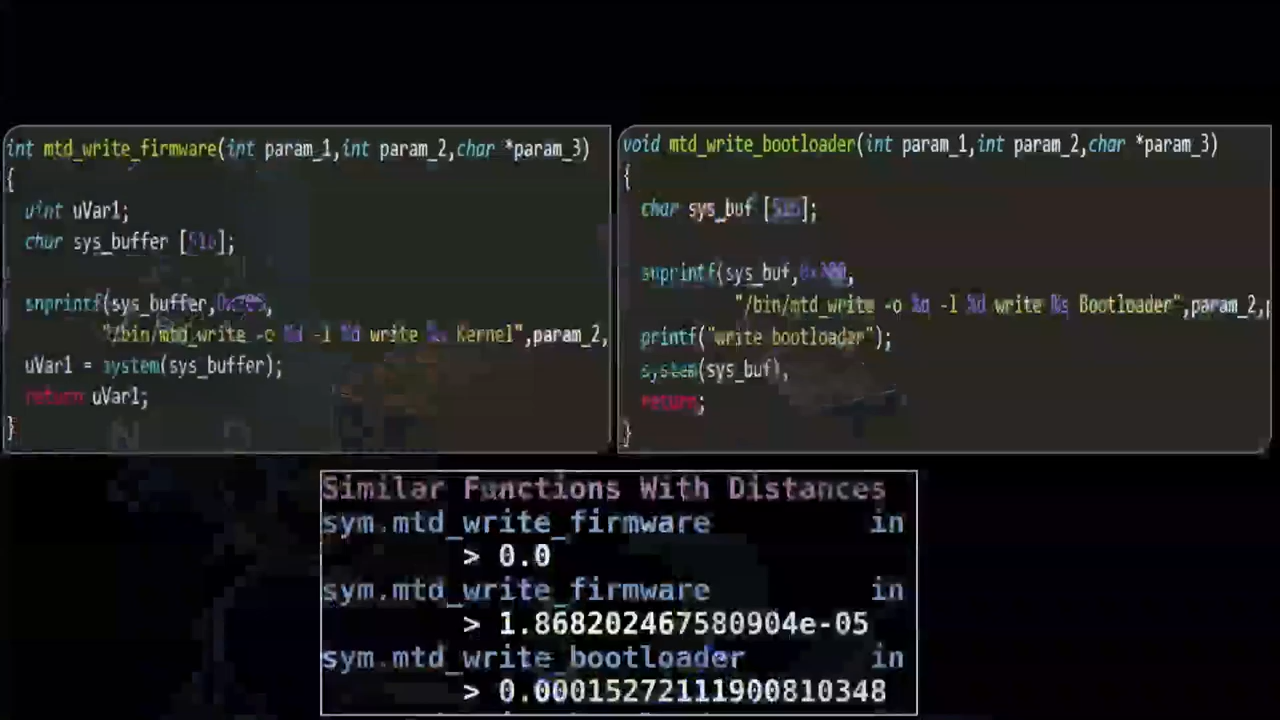 int mtd_write_firmware(int param_1,int param_2,char *param_3)
{
uint uVar1;
char sys_buffer [516];
snprintf(sys_buffer,
"/bin/mtd_write -o %d -l %d write %s Kernel",param_2,
uVar1 = system(sys_buffer);
return uVar1;
}
void mtd_write_bootloader(int param_1,int param_2,char *param_3)
{
char sys_buf [516];
snprintf(sys_buf,
"/bin/mtd_write -o %d -l %d write %s Bootloader",param_2,
printf("write bootloader");
system(sys_buf);
return;
}
Similar Functions With Distances
sym.mtd_write_firmware in
> 0.0
sym.mtd_write_firmware in
> 1.868202467580904e-05
sym.mtd_write_bootloader in
> 0.00015272111900810348